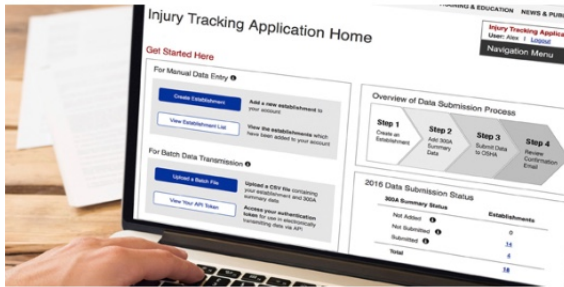 TRAINING & EDUCATION NEWS & PUBL
Injury Tracking Application Home
Injury Tracking Applica
User: Alex | Logout
Navigation Menu
Get Started Here
For Manual Data Entry
Create Establishment
Add a new establishment to
your account
View Establishment List
View the establishments which
have been added to your account
For Batch Data Transmission
Upload a Batch File
Upload a CSV file containing
your establishment and 300A
summary data
View Your API Token
Access your authentication
token for use in electronically
transmitting data via API
Overview of Data Submission Process
Step 1
Create an
Establishment
Step 2
Add 300A
Summary
Data
Step 3
Submit Data
to OSHA
Step 4
Review
Confirmation
Email
2016 Data Submission Status
300A Summary Status
Establishments
Not Added
0
Not Submitted
Submitted
Total
18